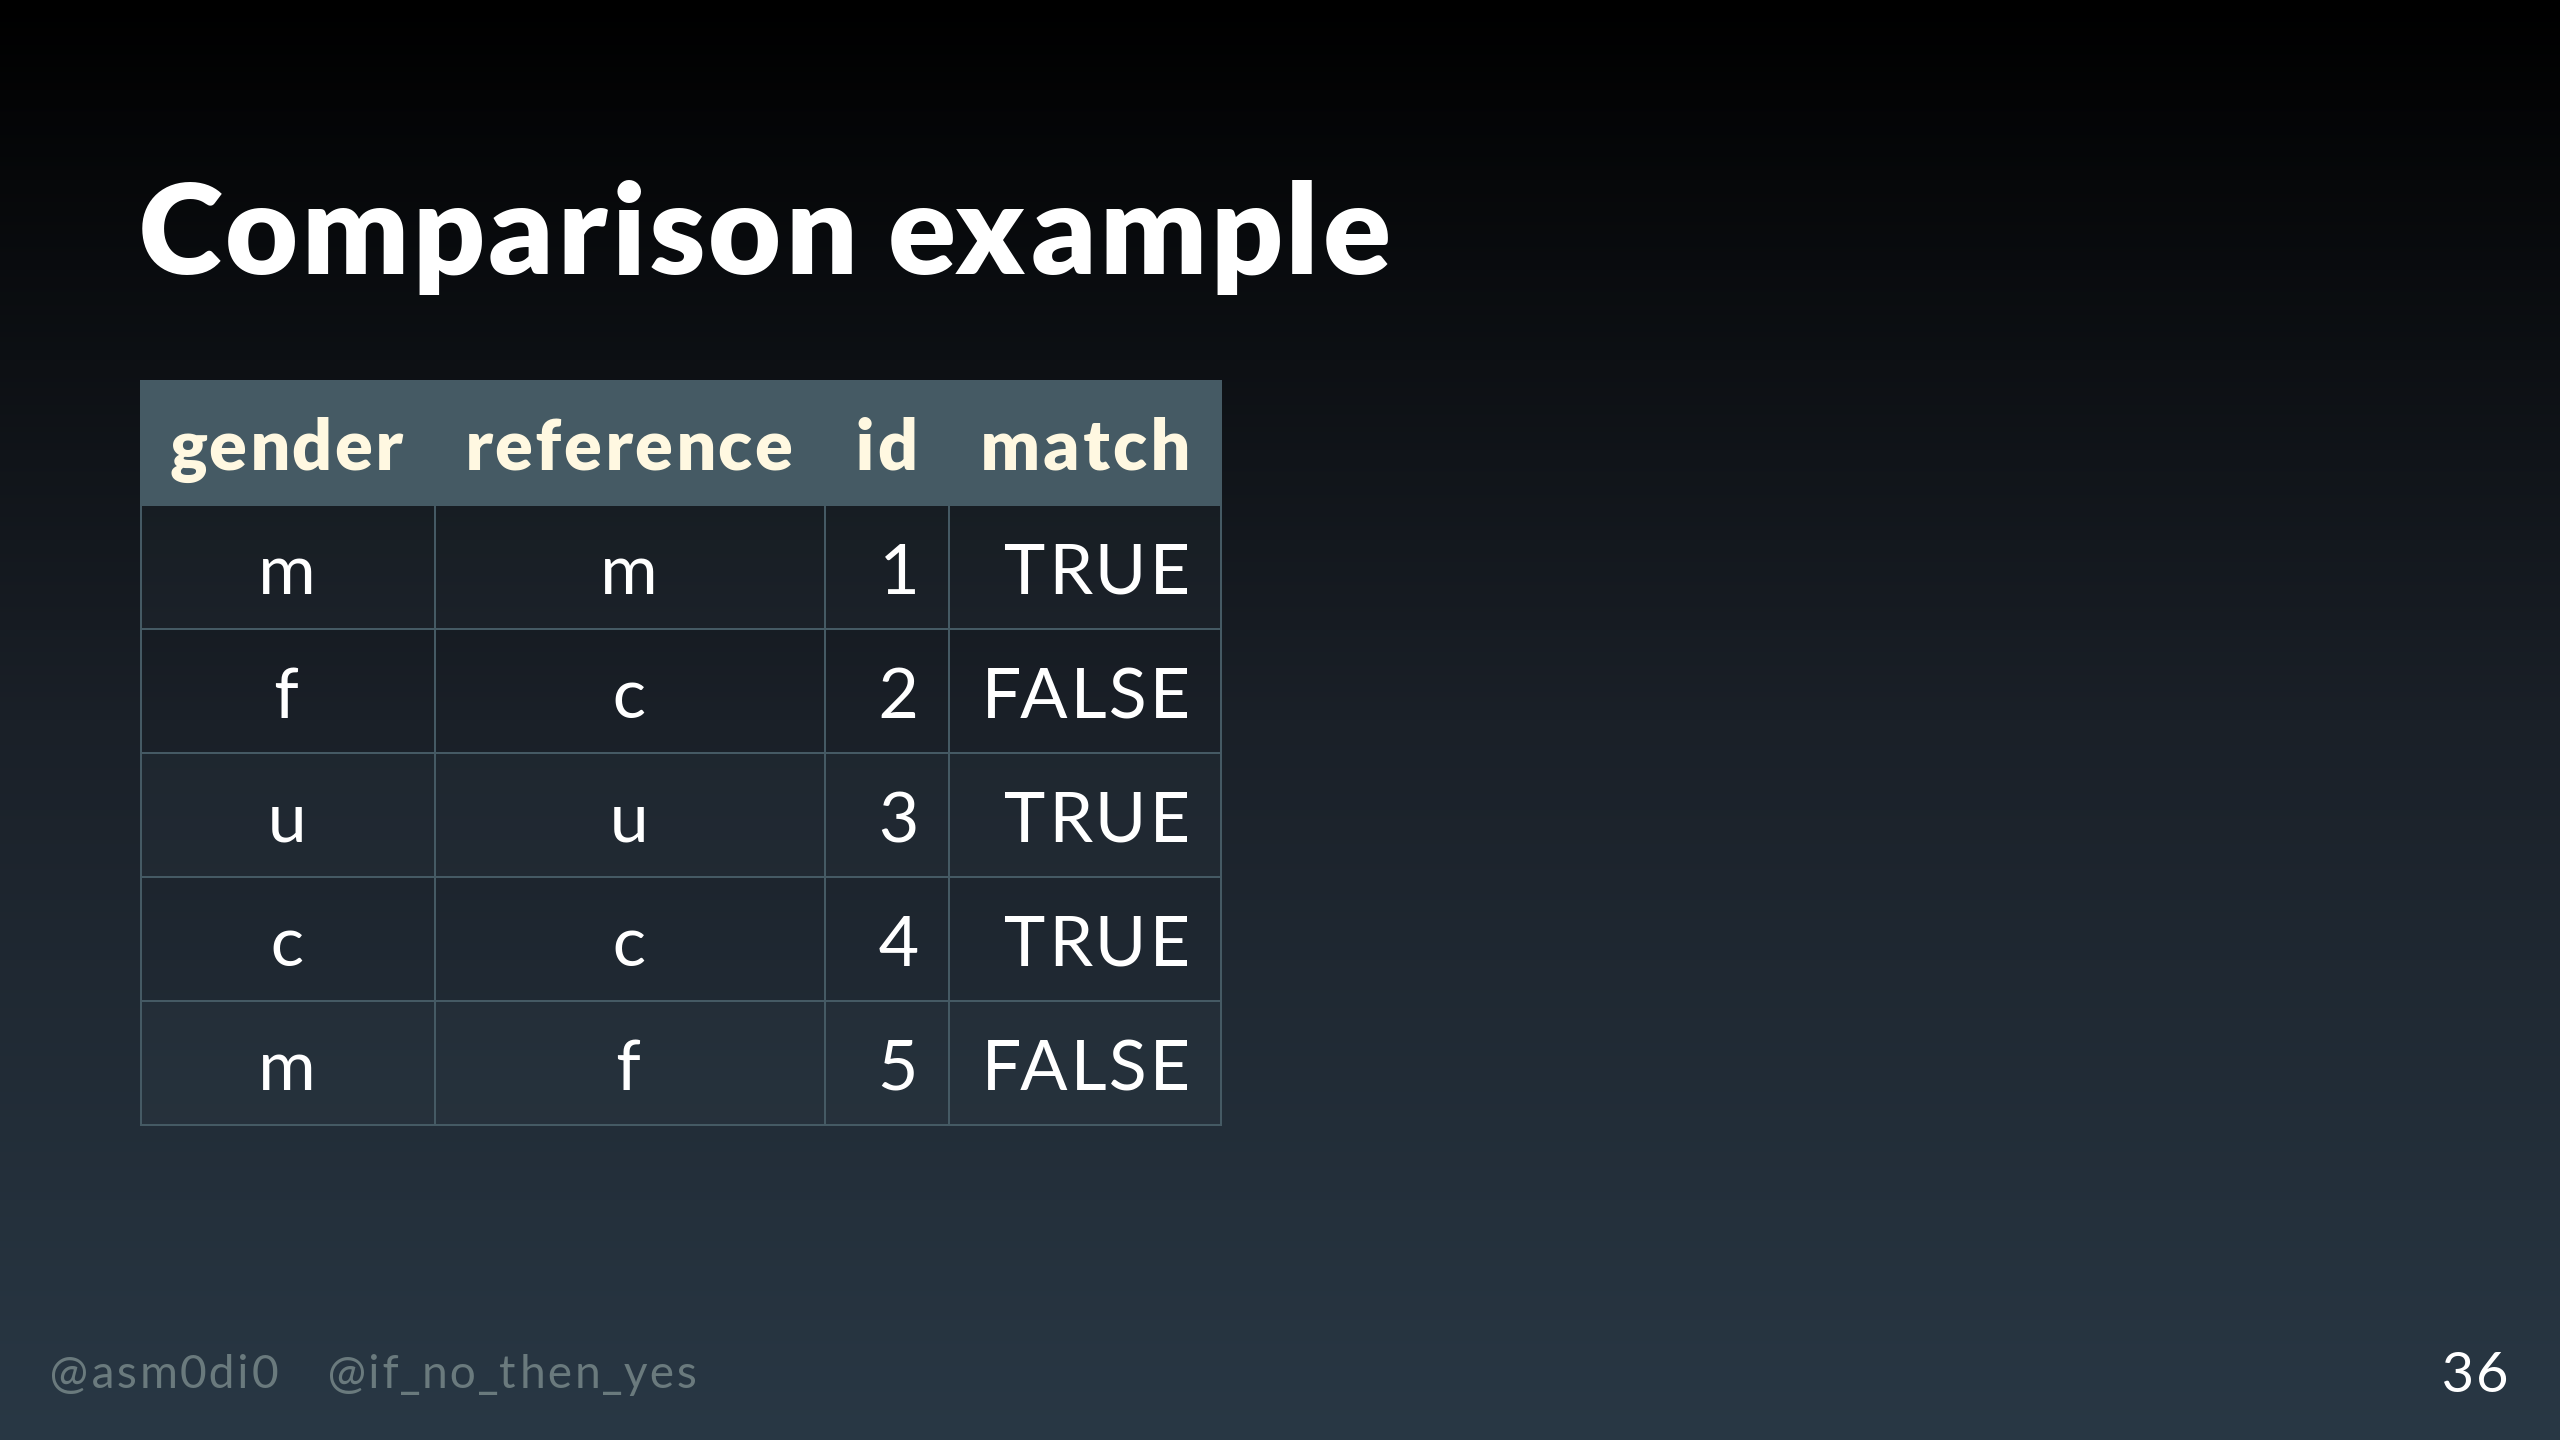 Comparison example
gender reference id match
m m 1 TRUE
f c 2 FALSE
u u 3 TRUE
c c 4 TRUE
m f 5 FALSE
@asm0di0 @if_no_then_yes 36